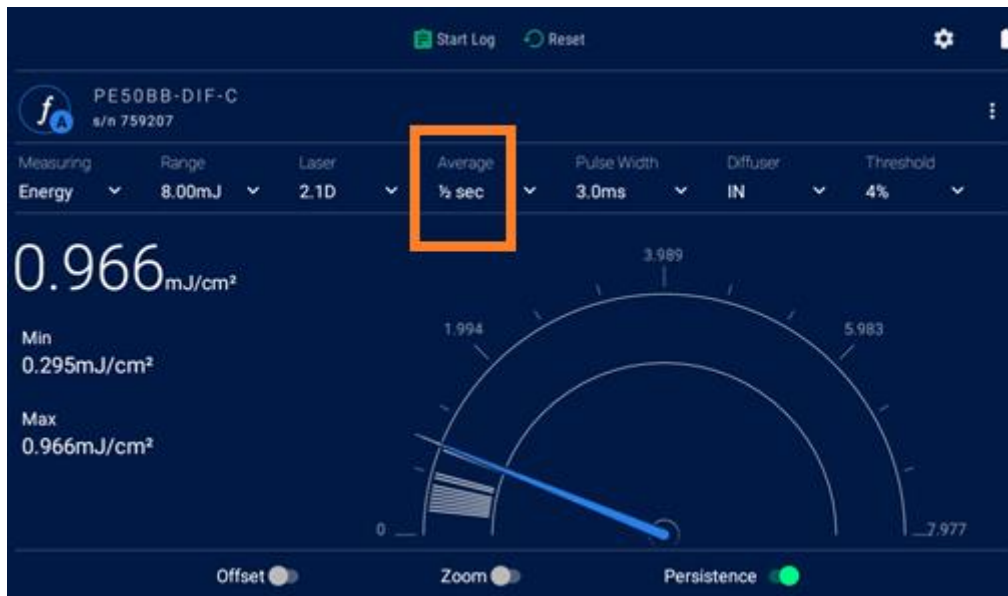 Start Log Reset
f
A
PE50BB-DIF-C
s/n 759207
Measuring Range Laser Average Pulse Width Diffuser Threshold
Energy 8.00mJ 2.1D ½ sec 3.0ms IN 4%
0.966mJ/cm²
Min
0.295mJ/cm²
Max
0.966mJ/cm²
3.989
1.994 5.983
0 7.977
Offset Zoom Persistence